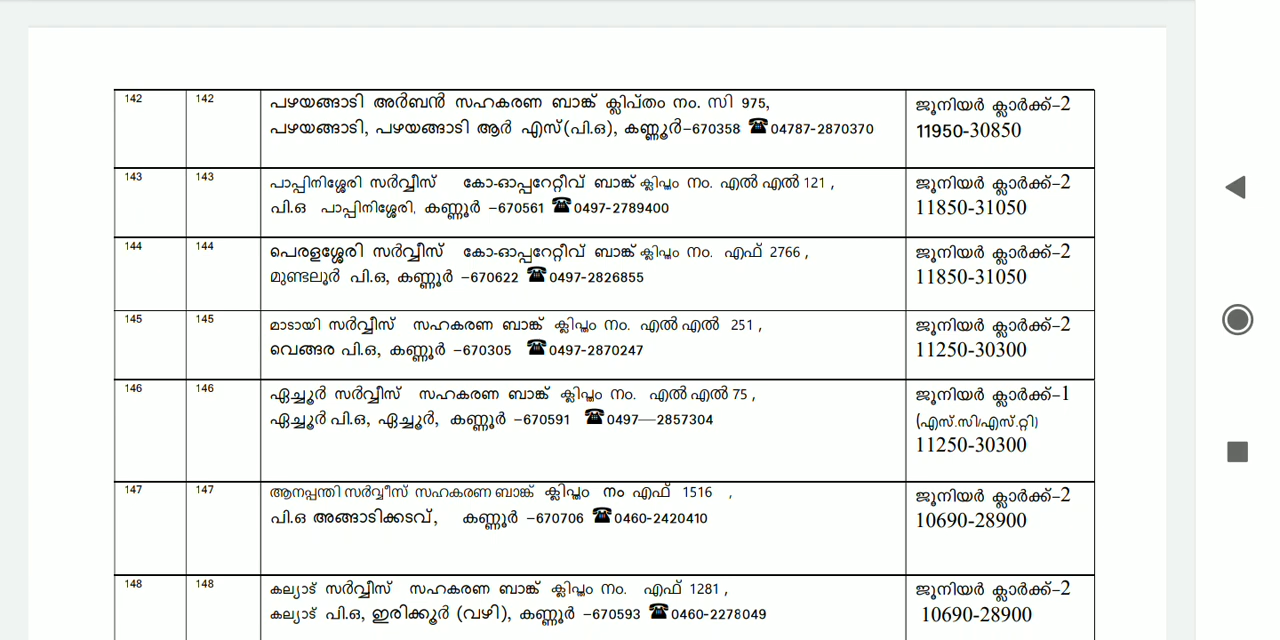 142 142 പഴയങ്ങാടി അർബൻ സഹകരണ ബാങ്ക് ക്ലിപ്തം നം. സി 975, ജൂനിയർ ക്ലാർക്ക്-2
പഴയങ്ങാടി, പഴയങ്ങാടി ആർ എസ്(പി.ഒ), കണ്ണൂർ-670358 ☎04787-2870370 11950-30850
143 143 പാപ്പിനിശ്ശേരി സർവ്വീസ് കോ-ഓപ്പറേറ്റീവ് ബാങ്ക് ക്ലിപ്തം നം. എൽ എൽ 121 , ജൂനിയർ ക്ലാർക്ക്-2
പി.ഒ പാപ്പിനിശ്ശേരി, കണ്ണൂർ -670561 ☎0497-2789400 11850-31050
144 144 പെരളശ്ശേരി സർവ്വീസ് കോ-ഓപ്പറേറ്റീവ് ബാങ്ക് ക്ലിപ്തം നം. എഫ് 2766 , ജൂനിയർ ക്ലാർക്ക്-2
മുണ്ടലൂർ പി.ഒ, കണ്ണൂർ -670622 ☎0497-2826855 11850-31050
145 145 മാടായി സർവ്വീസ് സഹകരണ ബാങ്ക് ക്ലിപ്തം നം. എൽ എൽ 251 , ജൂനിയർ ക്ലാർക്ക്-2
വെങ്ങര പി.ഒ, കണ്ണൂർ -670305 ☎0497-2870247 11250-30300
146 146 ഏച്ചൂർ സർവ്വീസ് സഹകരണ ബാങ്ക് ക്ലിപ്തം നം. എൽ എൽ 75 , ജൂനിയർ ക്ലാർക്ക്-1
ഏച്ചൂർ പി.ഒ, ഏച്ചൂർ, കണ്ണൂർ -670591 ☎0497—2857304 (എസ്.സി/എസ്.റ്റി)
11250-30300
147 147 ആനപ്പന്തി സർവ്വീസ് സഹകരണ ബാങ്ക് ക്ലിപ്തം നം എഫ് 1516 , ജൂനിയർ ക്ലാർക്ക്-2
പി.ഒ അങ്ങാടിക്കടവ്, കണ്ണൂർ -670706 ☎0460-2420410 10690-28900
148 148 കല്യാട് സർവ്വീസ് സഹകരണ ബാങ്ക് ക്ലിപ്തം നം. എഫ് 1281 , ജൂനിയർ ക്ലാർക്ക്-2
കല്യാട് പി.ഒ, ഇരിക്കൂർ (വഴി), കണ്ണൂർ -670593 ☎0460-2278049 10690-28900